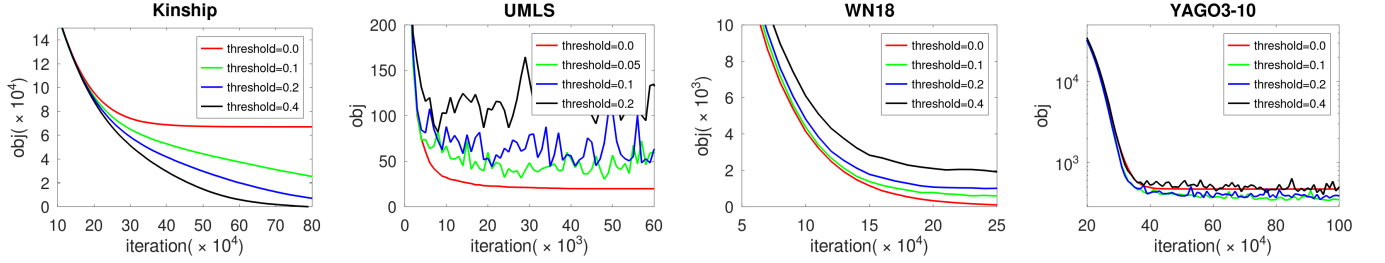 Kinship
obj( × 10⁴)
14
12
10
8
6
4
2
0
threshold=0.0
threshold=0.1
threshold=0.2
threshold=0.4
10 20 30 40 50 60 70 80
iteration( × 10⁴)
UMLS
obj
200
150
100
50
0
threshold=0.0
threshold=0.05
threshold=0.1
threshold=0.2
0 10 20 30 40 50 60
iteration( × 10³)
WN18
obj( × 10³)
10
8
6
4
2
0
threshold=0.0
threshold=0.1
threshold=0.2
threshold=0.4
5 10 15 20 25
iteration( × 10⁴)
YAGO3-10
obj
10⁴
10³
threshold=0.0
threshold=0.1
threshold=0.2
threshold=0.4
20 40 60 80 100
iteration( × 10⁴)